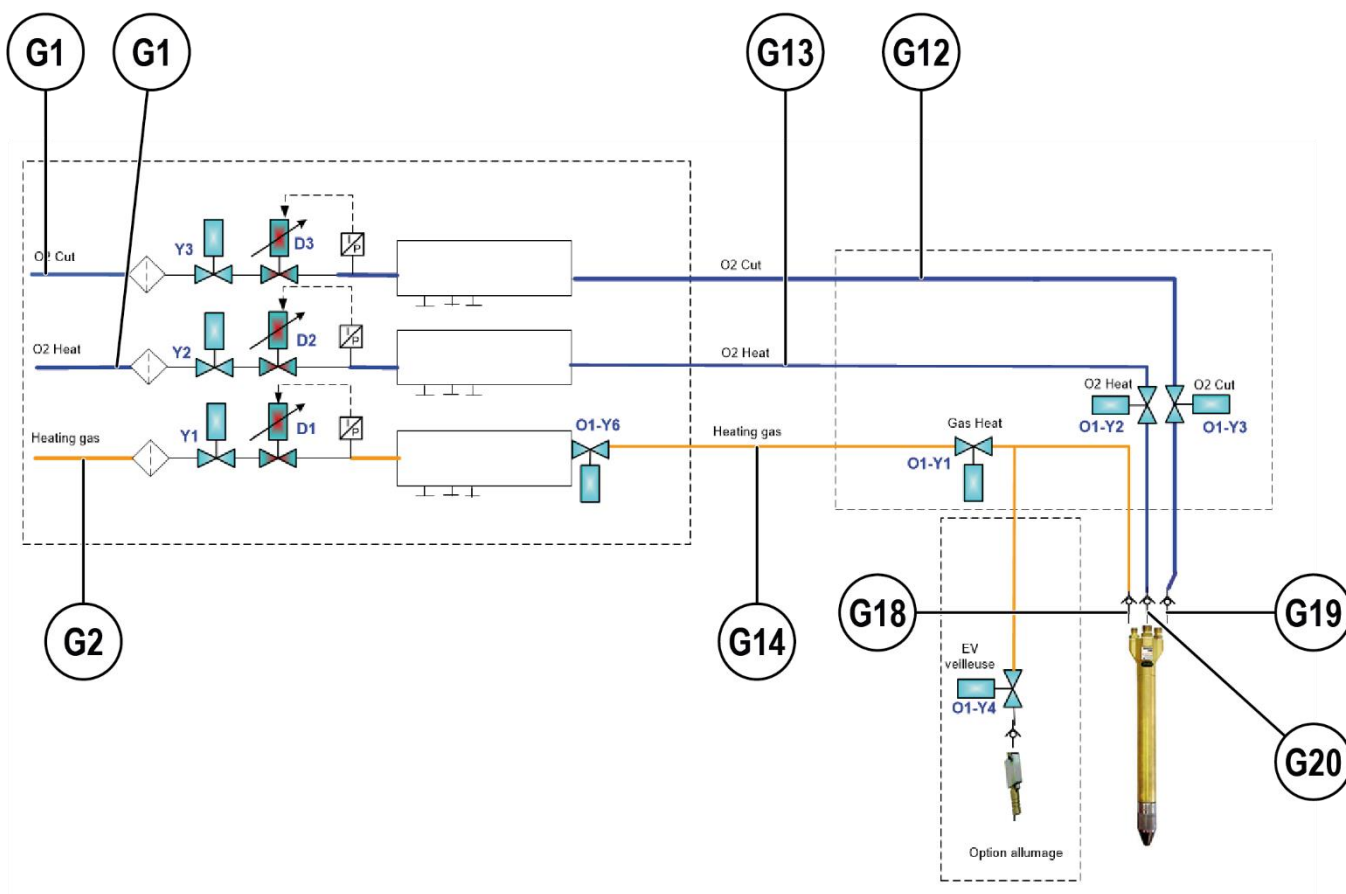 G1
G1
G13
G12
Y3
D3
I
P
O2 Cut
O2 Cut
Y2
D2
I
P
O2 Heat
O2 Heat
Y1
D1
I
P
Heating gas
O1-Y6
Heating gas
Gas Heat
O1-Y1
O2 Heat
O1-Y2
O2 Cut
O1-Y3
G2
G14
G18
G19
EV
veilleuse
O1-Y4
G20
Option allumage